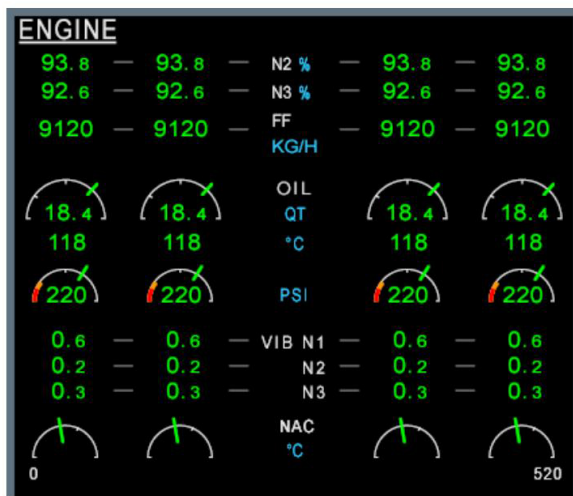 ENGINE
93.8 — 93.8 — N2 % — 93.8 — 93.8
92.6 — 92.6 — N3 % — 92.6 — 92.6
9120 — 9120 — FF — 9120 — 9120
KG/H
OIL
18.4 18.4 QT 18.4 18.4
118 118 °C 118 118
220 220 PSI 220 220
0.6 — 0.6 — VIB N1 — 0.6 — 0.6
0.2 — 0.2 — N2 — 0.2 — 0.2
0.3 — 0.3 — N3 — 0.3 — 0.3
NAC
°C
0 520